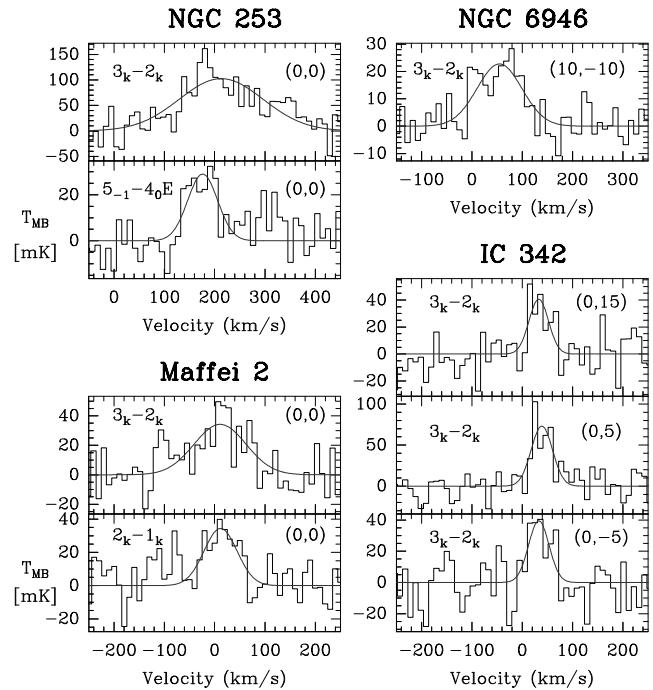 NGC 253
3k−2k (0,0)
150
100
50
0
−50
5−1−40E (0,0)
20
0
TMB
[mK]
0 100 200 300 400
Velocity (km/s)
NGC 6946
3k−2k (10,−10)
30
20
10
0
−10
−100 0 100 200 300
Velocity (km/s)
Maffei 2
3k−2k (0,0)
40
20
0
−20
2k−1k (0,0)
40
20
0
−20
TMB
[mK]
−200 −100 0 100 200
Velocity (km/s)
IC 342
3k−2k (0,15)
40
20
0
−20
3k−2k (0,5)
100
50
0
3k−2k (0,−5)
40
20
0
−20
−200 −100 0 100 200
Velocity (km/s)